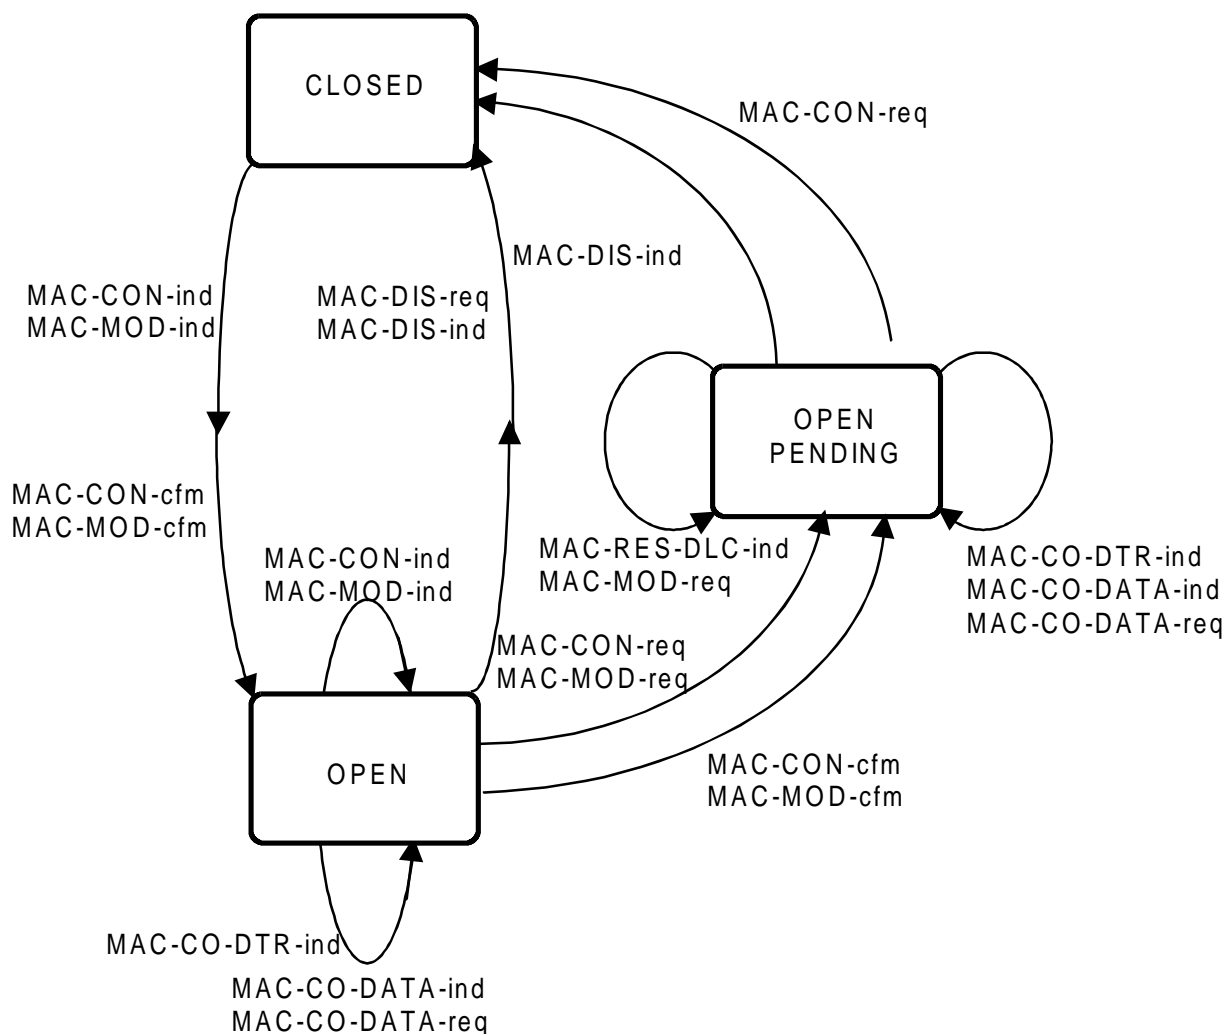 CLOSED
MAC-CON-req
MAC-DIS-ind
MAC-CON-ind
MAC-MOD-ind
MAC-DIS-req
MAC-DIS-ind
OPEN
PENDING
MAC-CON-cfm
MAC-MOD-cfm
MAC-CON-ind
MAC-MOD-ind
MAC-RES-DLC-ind
MAC-MOD-req
MAC-CO-DTR-ind
MAC-CO-DATA-ind
MAC-CO-DATA-req
MAC-CON-req
MAC-MOD-req
OPEN
MAC-CON-cfm
MAC-MOD-cfm
MAC-CO-DTR-ind
MAC-CO-DATA-ind
MAC-CO-DATA-req